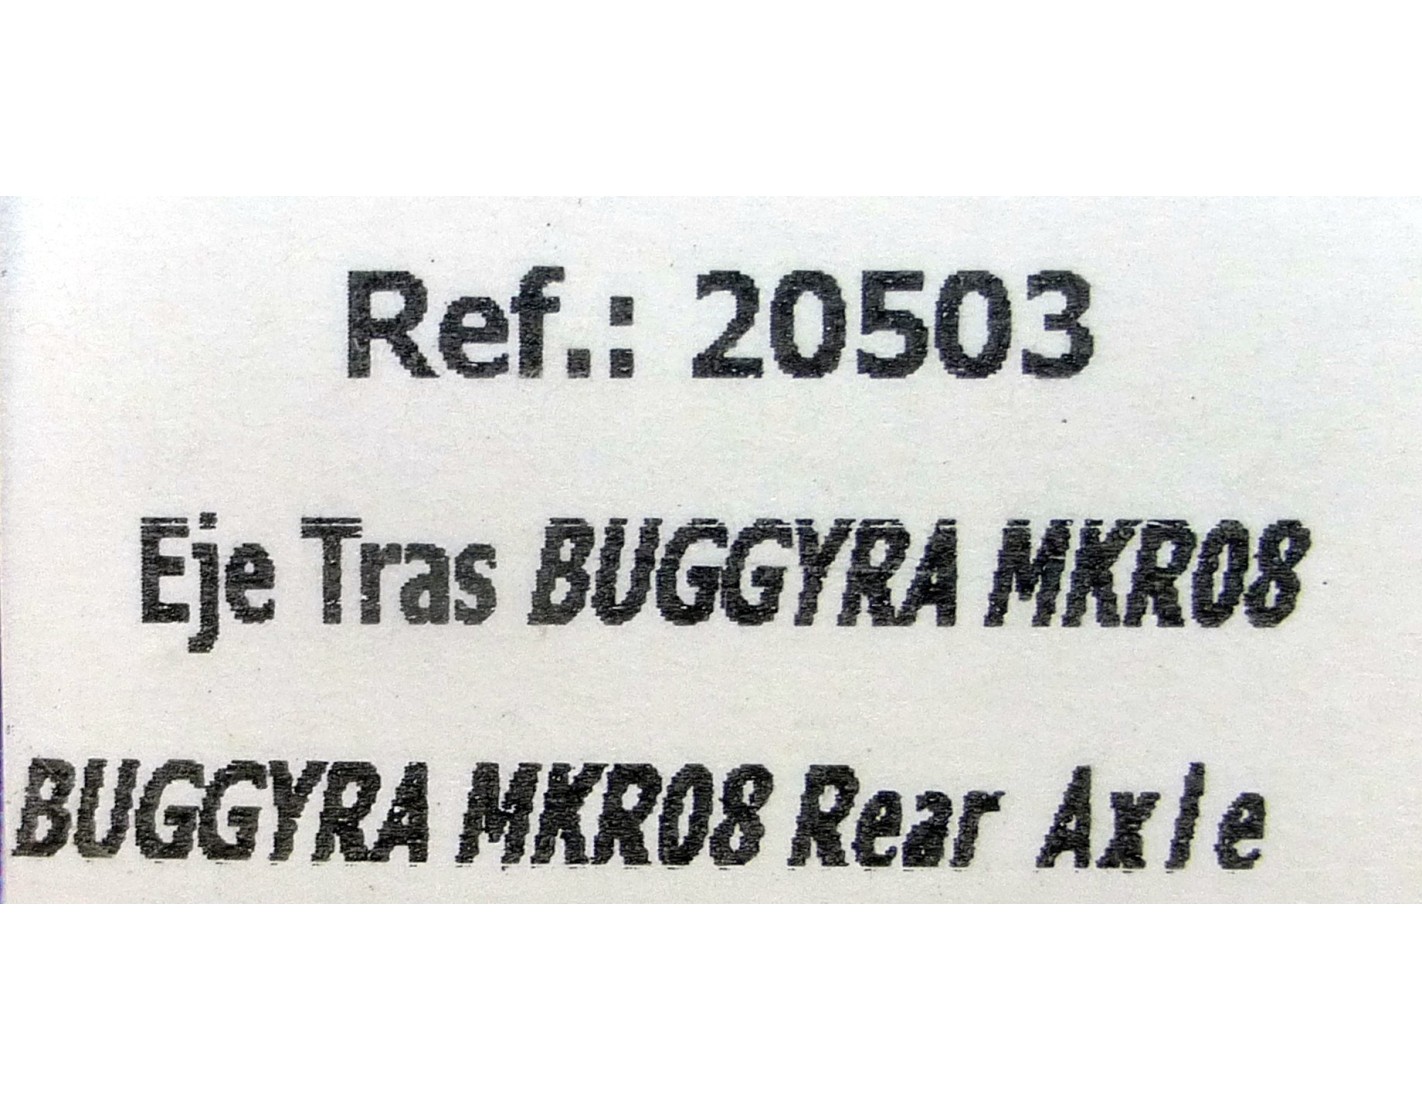 Ref.: 20503
Eje Tras BUGGYRA MKR08
BUGGYRA MKR08 Rear Axle